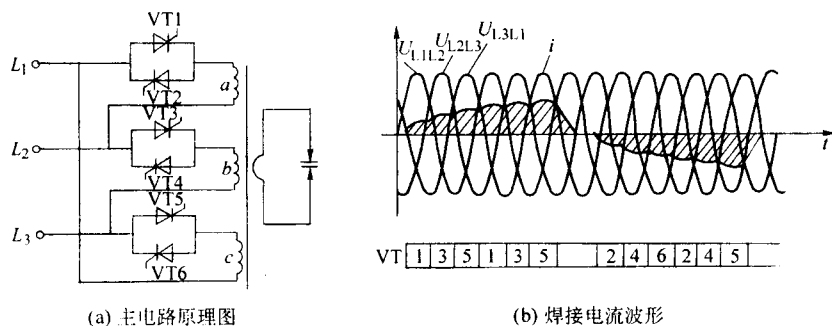 VT1
L₁
VT2
a
VT3
L₂
VT4
b
VT5
L₃
VT6
c
(a) 主电路原理图
U_L1L2
U_L2L3
U_L3L1
i
t
VT 1 3 5 1 3 5 2 4 6 2 4 5
(b) 焊接电流波形